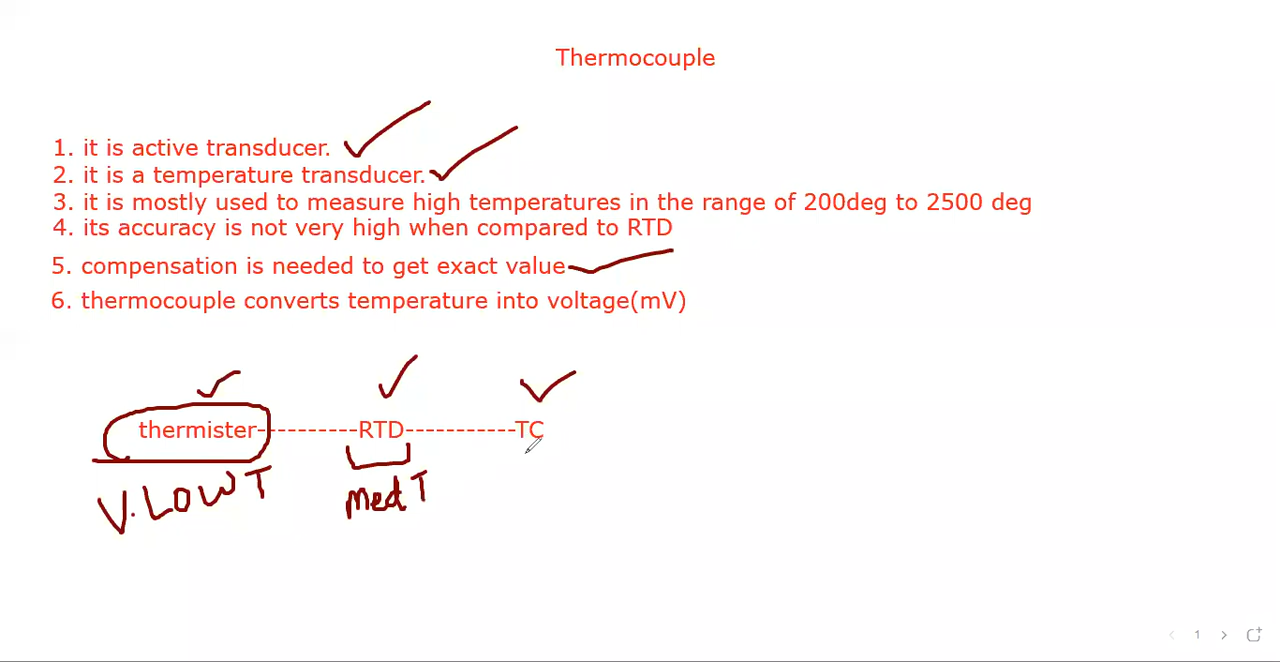 Thermocouple
1. it is active transducer.
2. it is a temperature transducer.
3. it is mostly used to measure high temperatures in the range of 200deg to 2500 deg
4. its accuracy is not very high when compared to RTD
5. compensation is needed to get exact value
6. thermocouple converts temperature into voltage(mV)
thermister----------RTD-----------TC
V. LOW T med T
1